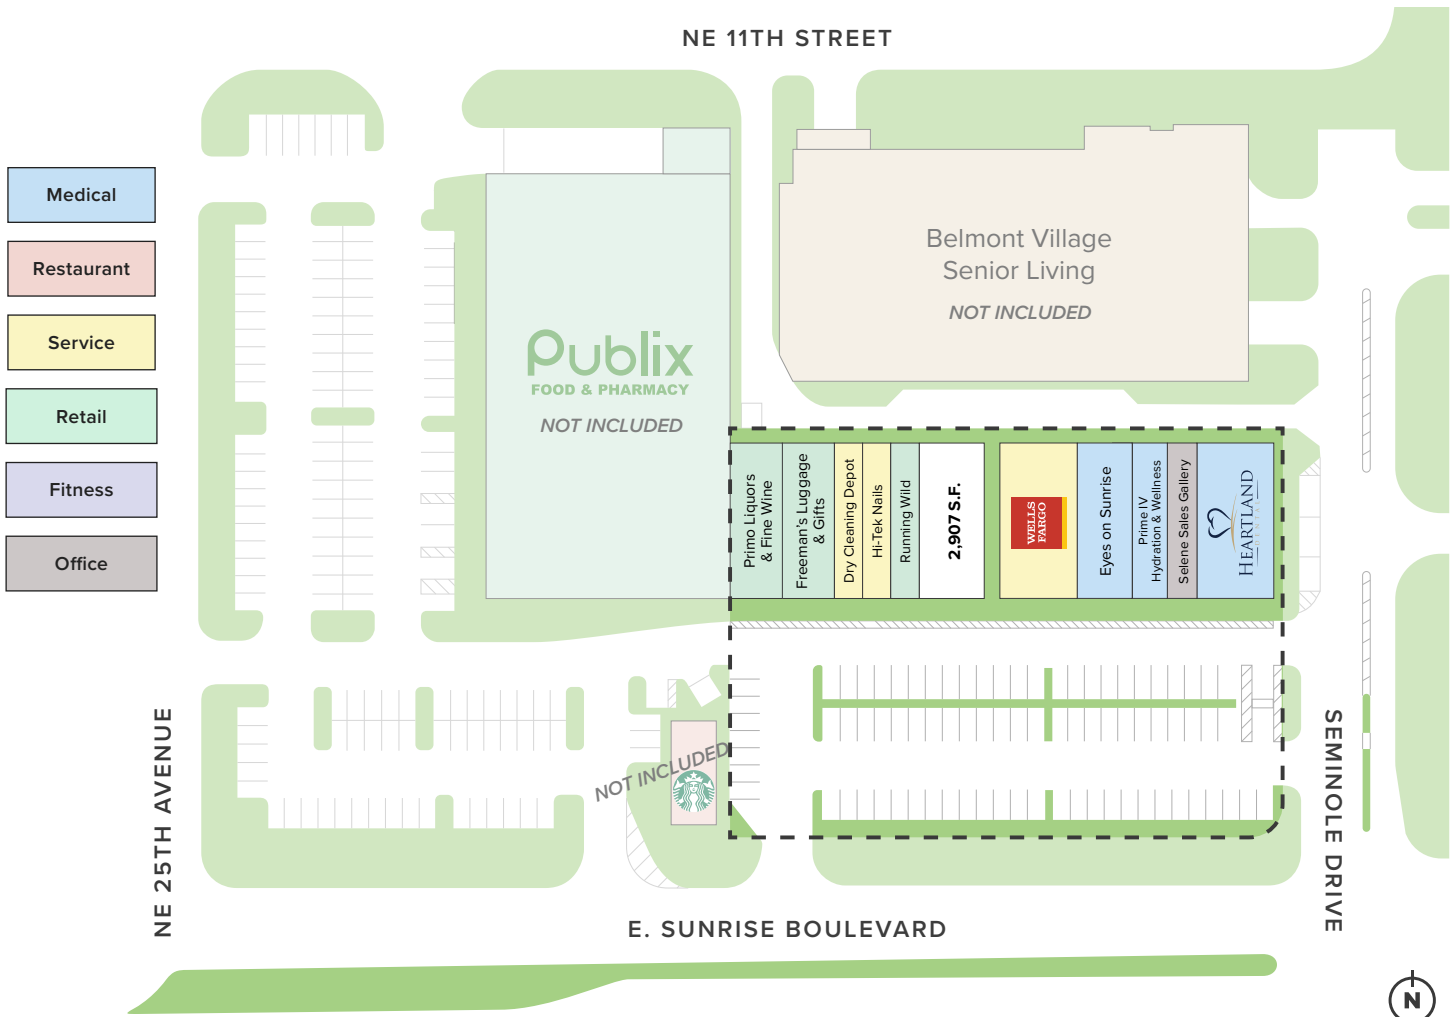 NE 11TH STREET
Medical
Restaurant
Service
Retail
Fitness
Office
Publix
FOOD & PHARMACY
NOT INCLUDED
Belmont Village
Senior Living
NOT INCLUDED
Primo Liquors
& Fine Wine
Freeman's Luggage
& Gifts
Dry Cleaning Depot
Hi-Tek Nails
Running Wild
2,907 S.F.
WELLS
FARGO
Eyes on Sunrise
Prime IV
Hydration & Wellness
Selene Sales Gallery
HEARTLAND
NOT INCLUDED
NE 25TH AVENUE
SEMINOLE DRIVE
E. SUNRISE BOULEVARD
N